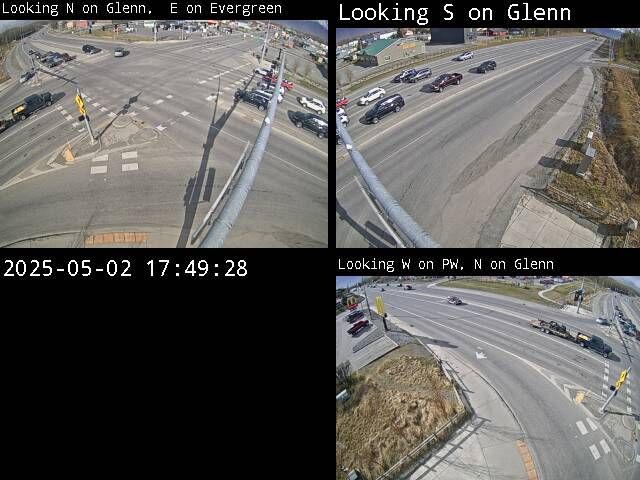 Looking N on Glenn, E on Evergreen
Looking S on Glenn
2025-05-02 17:49:28
Looking W on PW, N on Glenn